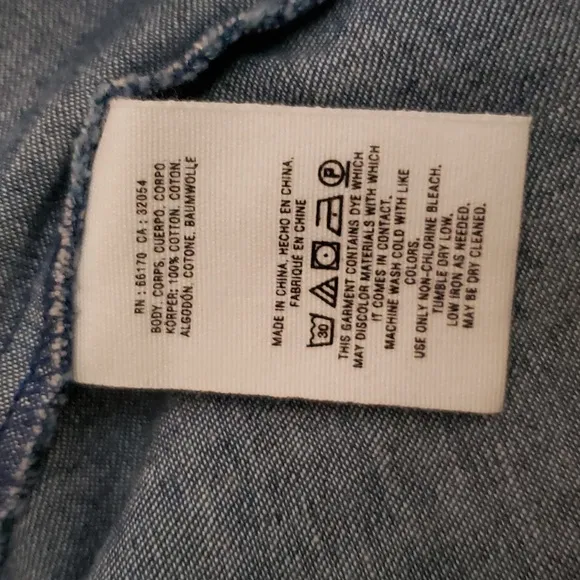 RN : 66170 CA : 32054
BODY, CORPS, CUERPO, CORPO
KÖRPER; 100% COTTON, COTON,
ALGODÓN, COTONE, BAUMWOLLE
MADE IN CHINA, HECHO EN CHINA,
FABRIQUÉ EN CHINE
30 P
THIS GARMENT CONTAINS DYE WHICH
MAY DISCOLOR MATERIALS WITH WHICH
IT COMES IN CONTACT.
MACHINE WASH COLD WITH LIKE
COLORS.
USE ONLY NON-CHLORINE BLEACH.
TUMBLE DRY LOW.
LOW IRON AS NEEDED.
MAY BE DRY CLEANED.